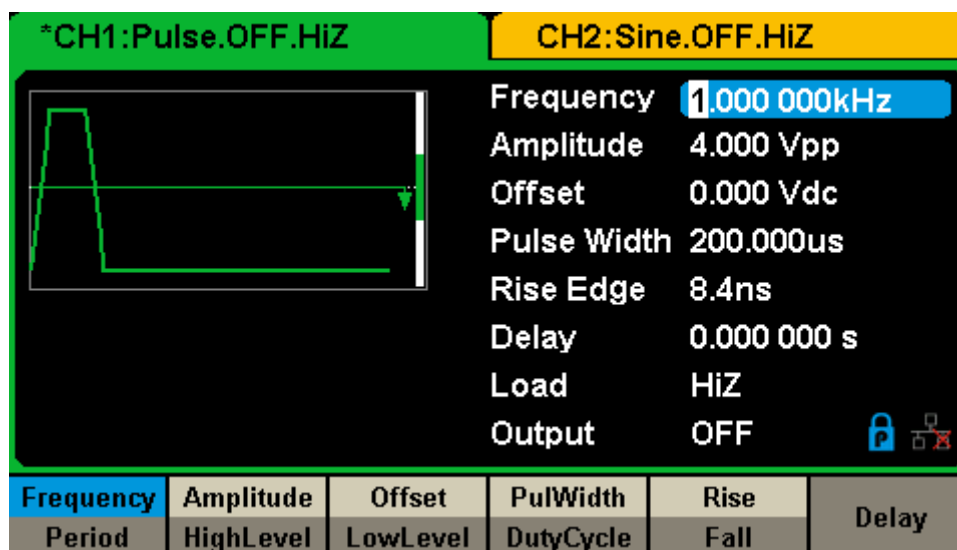 *CH1:Pulse.OFF.HiZ CH2:Sine.OFF.HiZ
Frequency 1.000 000kHz
Amplitude 4.000 Vpp
Offset 0.000 Vdc
Pulse Width 200.000us
Rise Edge 8.4ns
Delay 0.000 000 s
Load HiZ
Output OFF P
Frequency Amplitude Offset PulWidth Rise Delay
Period HighLevel LowLevel DutyCycle Fall